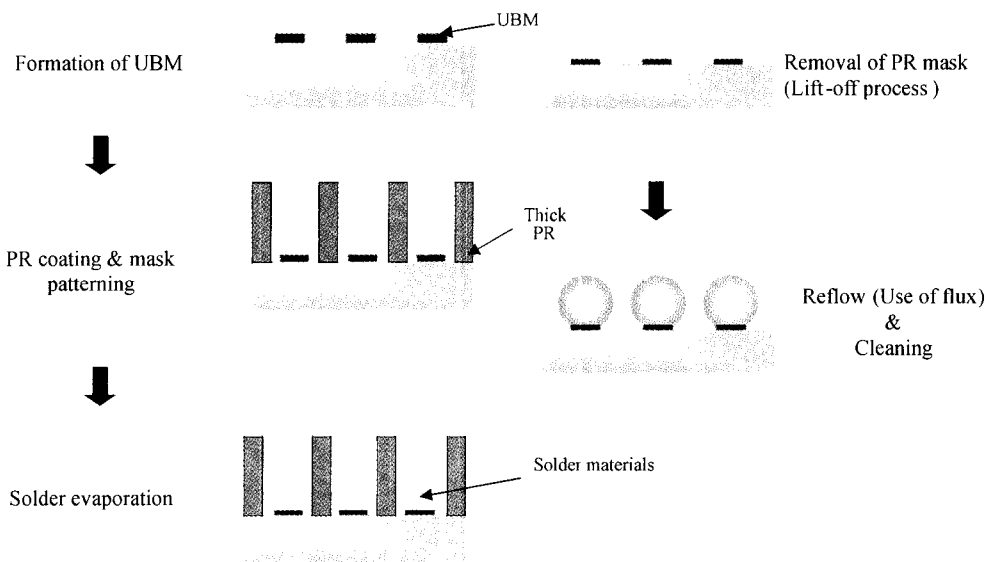 Formation of UBM
UBM
PR coating & mask
patterning
Thick
PR
Solder evaporation
Solder materials
Removal of PR mask
(Lift-off process )
Reflow (Use of flux)
&
Cleaning